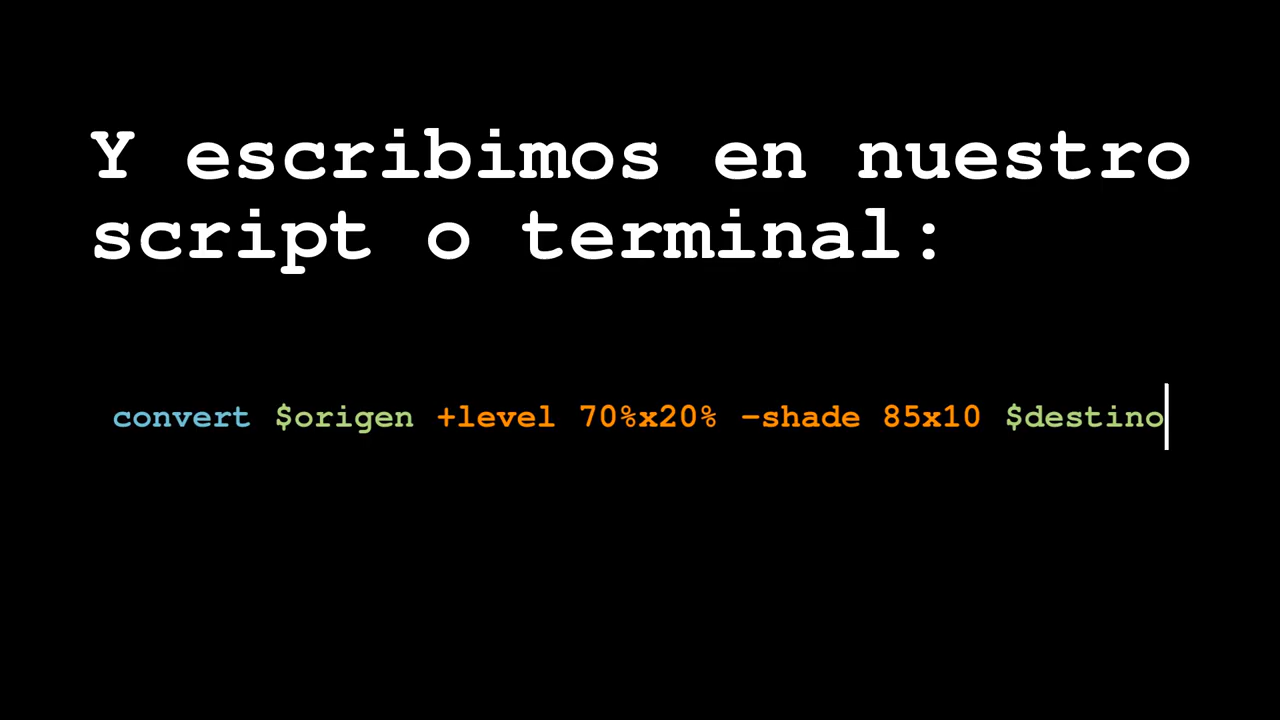 Y escribimos en nuestro
script o terminal:
convert $origen +level 70%x20% -shade 85x10 $destino